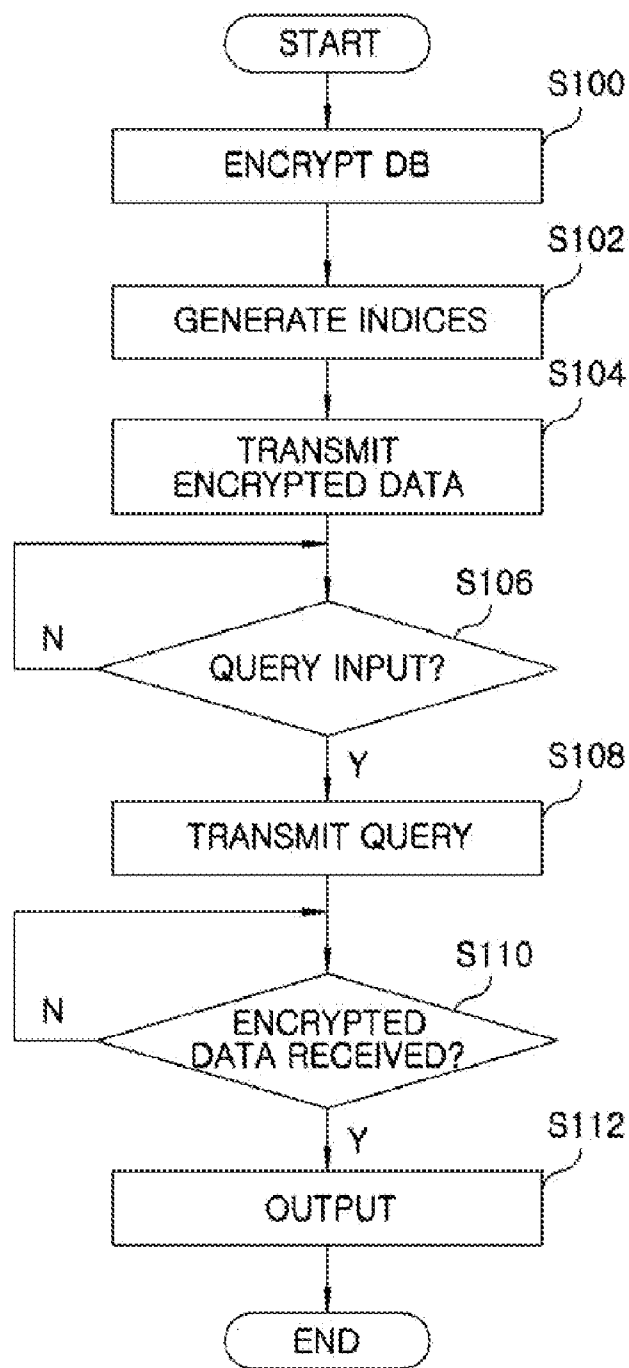 START
S100
ENCRYPT DB
S102
GENERATE INDICES
S104
TRANSMIT
ENCRYPTED DATA
S106
N
QUERY INPUT?
Y
S108
TRANSMIT QUERY
S110
N
ENCRYPTED
DATA RECEIVED?
Y
S112
OUTPUT
END